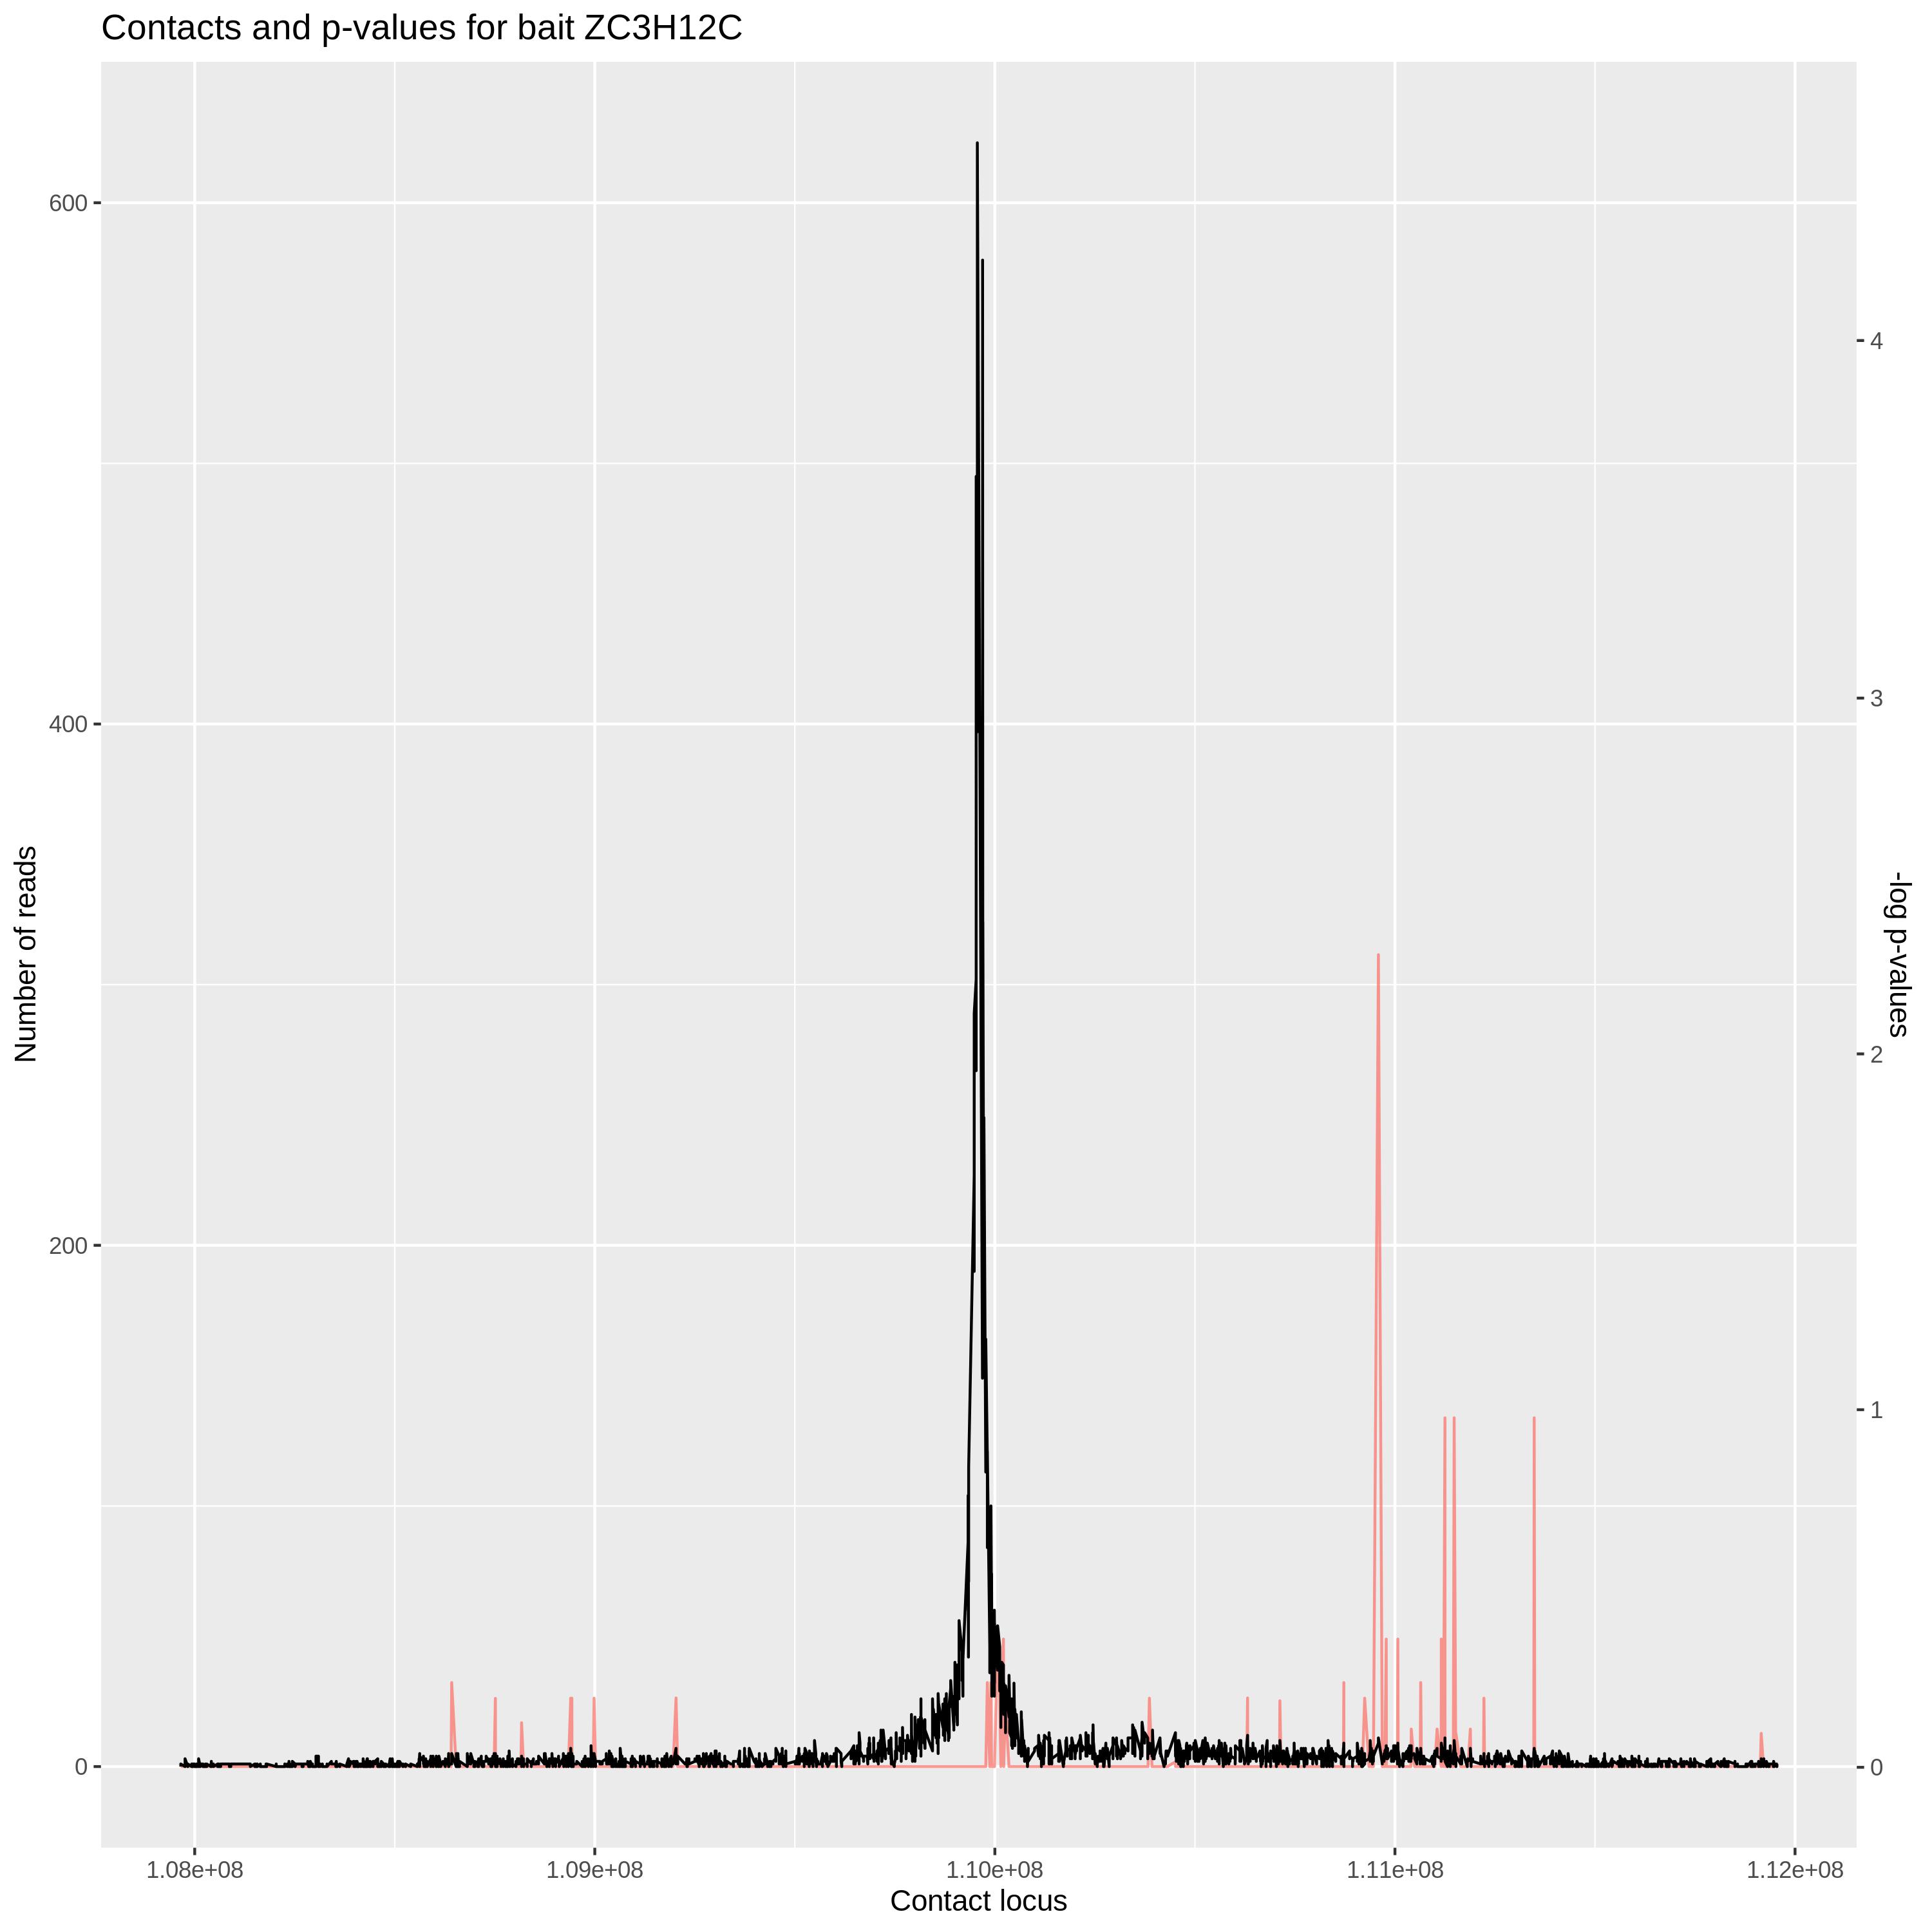 Contacts and p-values for bait ZC3H12C
600
400
200
0
Number of reads
4
3
2
1
0
-log p-values
1.08e+08
1.09e+08
1.10e+08
1.11e+08
1.12e+08
Contact locus